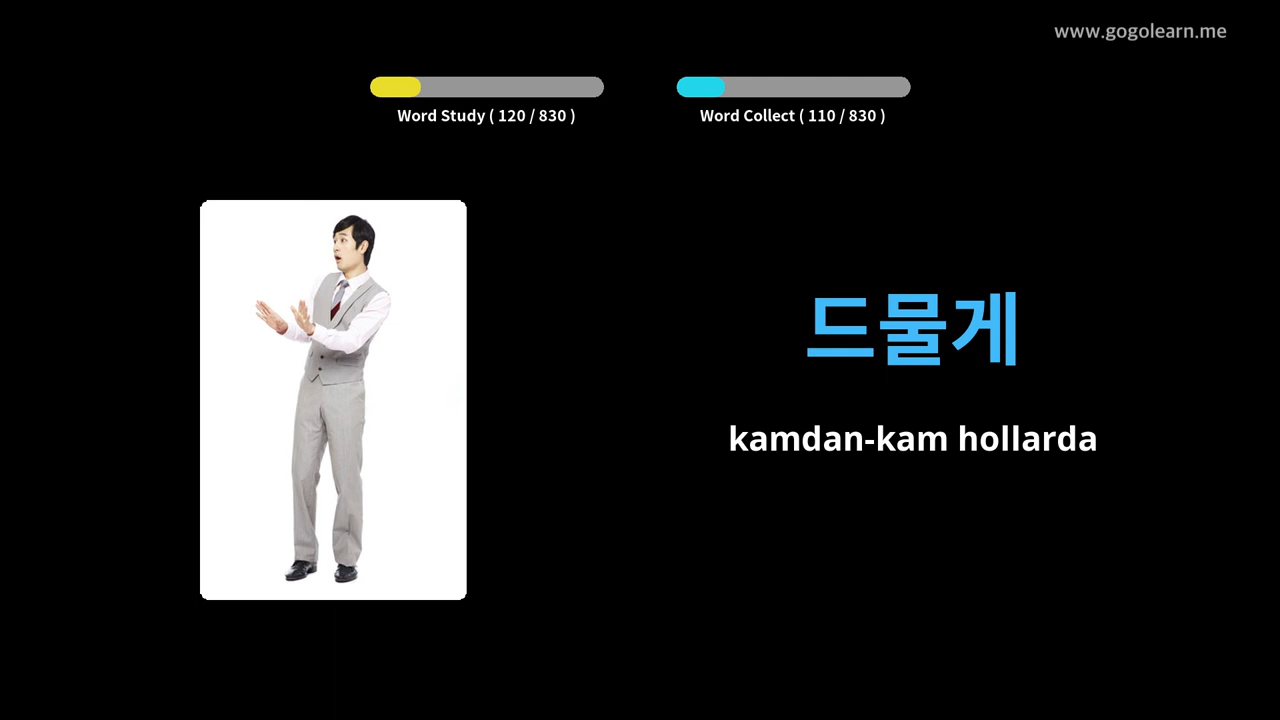 www.gogolearn.me
Word Study ( 120 / 830 )
Word Collect ( 110 / 830 )
드물게
kamdan-kam hollarda